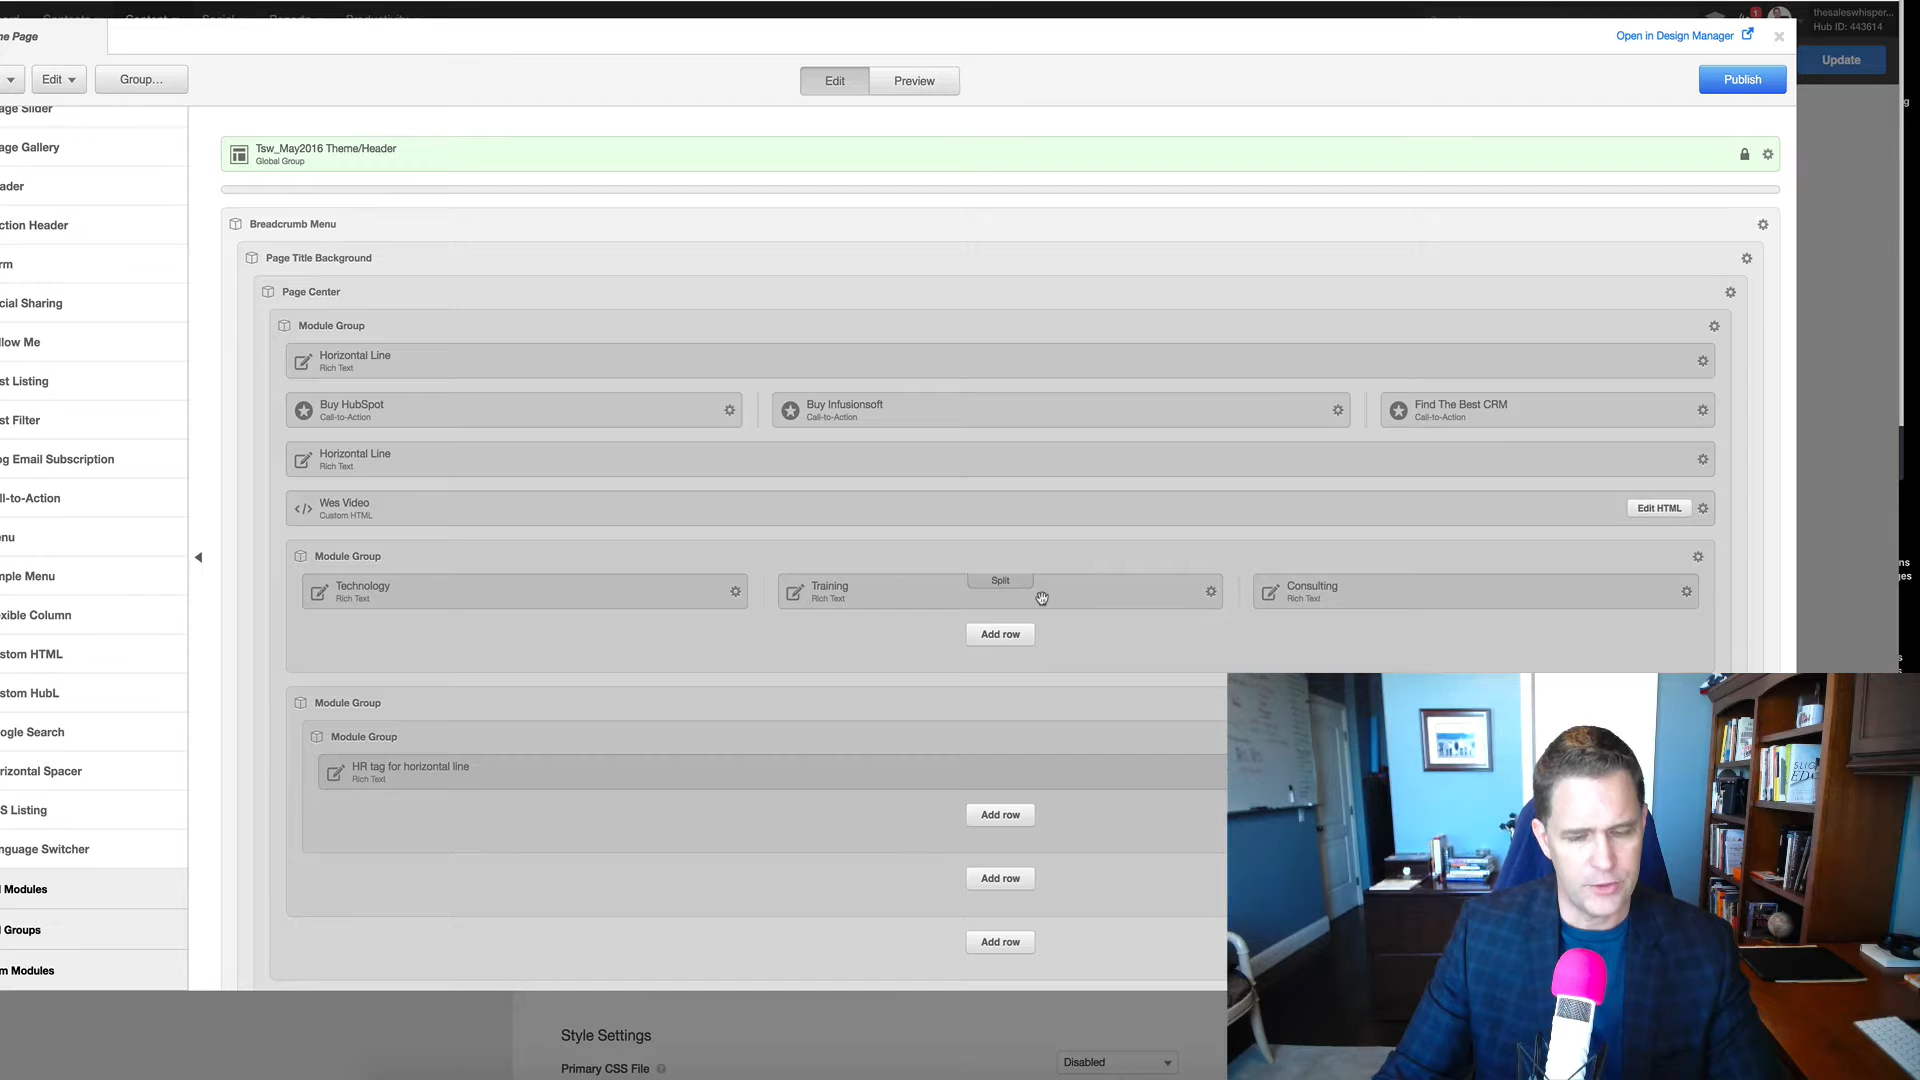 thesaleswhisper...
Hub ID: 443614
1
ne Page
Open in Design Manager
Update
Edit
Group...
Edit
Preview
Publish
age Slider
age Gallery
ader
ction Header
rm
cial Sharing
llow Me
st Listing
st Filter
og Email Subscription
ll-to-Action
enu
mple Menu
exible Column
stom HTML
stom HubL
ogle Search
rizontal Spacer
S Listing
nguage Switcher
l Modules
l Groups
m Modules
Tsw_May2016 Theme/Header
Global Group
Breadcrumb Menu
Page Title Background
Page Center
Module Group
Horizontal Line
Rich Text
Buy HubSpot
Call-to-Action
Buy Infusionsoft
Call-to-Action
Find The Best CRM
Call-to-Action
Horizontal Line
Rich Text
Wes Video
Custom HTML
Edit HTML
Module Group
Technology
Rich Text
Training
Rich Text
Split
Consulting
Rich Text
Add row
Module Group
Module Group
HR tag for horizontal line
Rich Text
Add row
Add row
Add row
Style Settings
Primary CSS File
Disabled